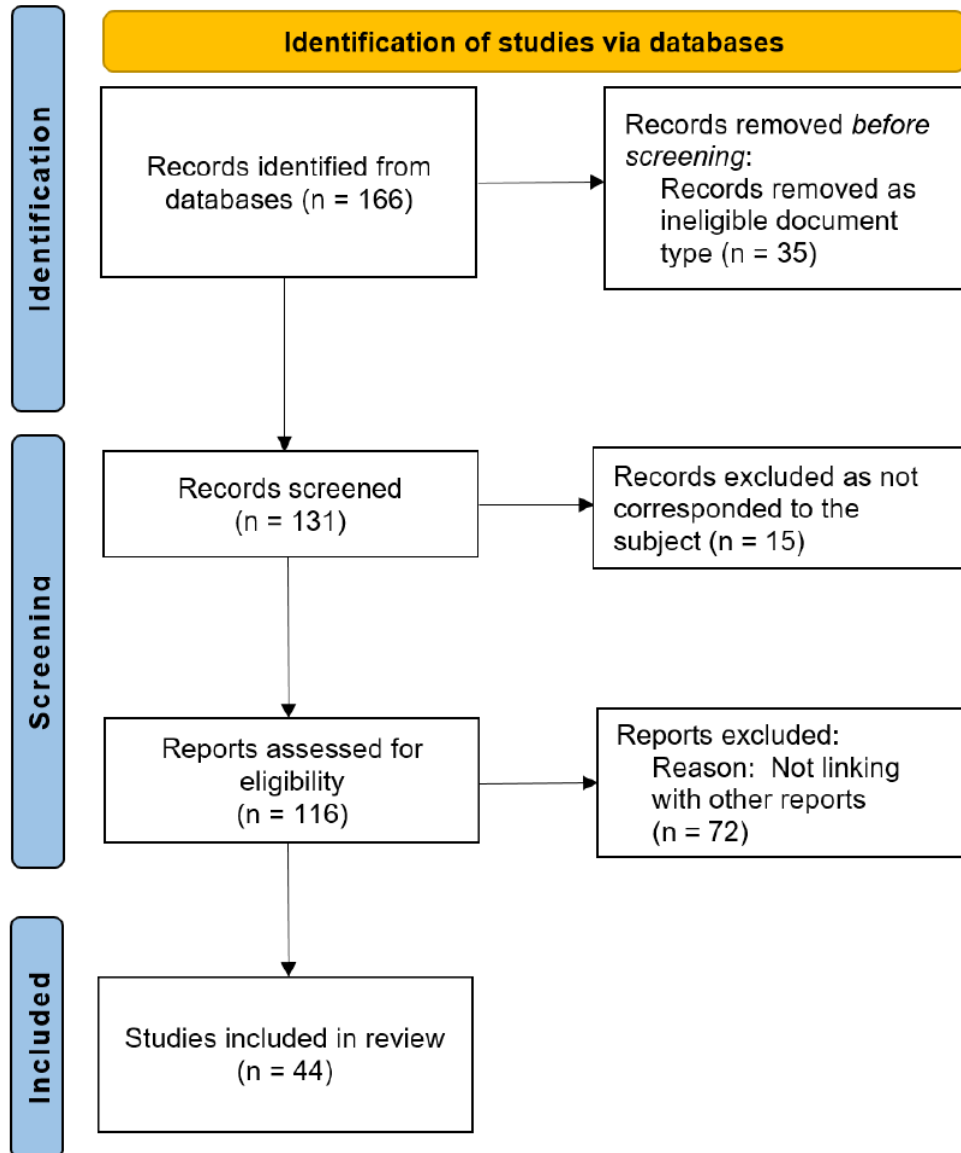 Identification of studies via databases
Identification
Records identified from
databases (n = 166)
Records removed before
screening:
Records removed as
ineligible document
type (n = 35)
Screening
Records screened
(n = 131)
Records excluded as not
corresponded to the
subject (n = 15)
Reports assessed for
eligibility
(n = 116)
Reports excluded:
Reason: Not linking
with other reports
(n = 72)
Included
Studies included in review
(n = 44)